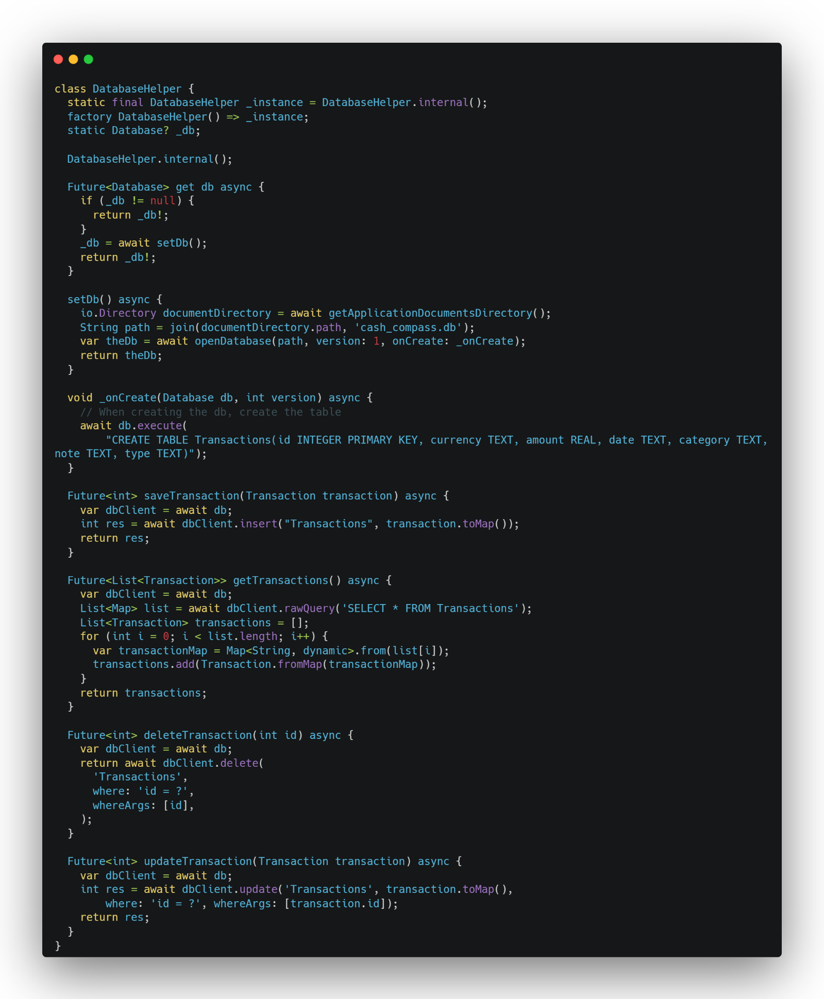 class DatabaseHelper {
  static final DatabaseHelper _instance = DatabaseHelper.internal();
  factory DatabaseHelper() => _instance;
  static Database? _db;

  DatabaseHelper.internal();

  Future<Database> get db async {
    if (_db != null) {
      return _db!;
    }
    _db = await setDb();
    return _db!;
  }

  setDb() async {
    io.Directory documentDirectory = await getApplicationDocumentsDirectory();
    String path = join(documentDirectory.path, 'cash_compass.db');
    var theDb = await openDatabase(path, version: 1, onCreate: _onCreate);
    return theDb;
  }

  void _onCreate(Database db, int version) async {
    // When creating the db, create the table
    await db.execute(
        "CREATE TABLE Transactions(id INTEGER PRIMARY KEY, currency TEXT, amount REAL, date TEXT, category TEXT,
note TEXT, type TEXT)");
  }

  Future<int> saveTransaction(Transaction transaction) async {
    var dbClient = await db;
    int res = await dbClient.insert("Transactions", transaction.toMap());
    return res;
  }

  Future<List<Transaction>> getTransactions() async {
    var dbClient = await db;
    List<Map> list = await dbClient.rawQuery('SELECT * FROM Transactions');
    List<Transaction> transactions = [];
    for (int i = 0; i < list.length; i++) {
      var transactionMap = Map<String, dynamic>.from(list[i]);
      transactions.add(Transaction.fromMap(transactionMap));
    }
    return transactions;
  }

  Future<int> deleteTransaction(int id) async {
    var dbClient = await db;
    return await dbClient.delete(
      'Transactions',
      where: 'id = ?',
      whereArgs: [id],
    );
  }

  Future<int> updateTransaction(Transaction transaction) async {
    var dbClient = await db;
    int res = await dbClient.update('Transactions', transaction.toMap(),
        where: 'id = ?', whereArgs: [transaction.id]);
    return res;
  }
}